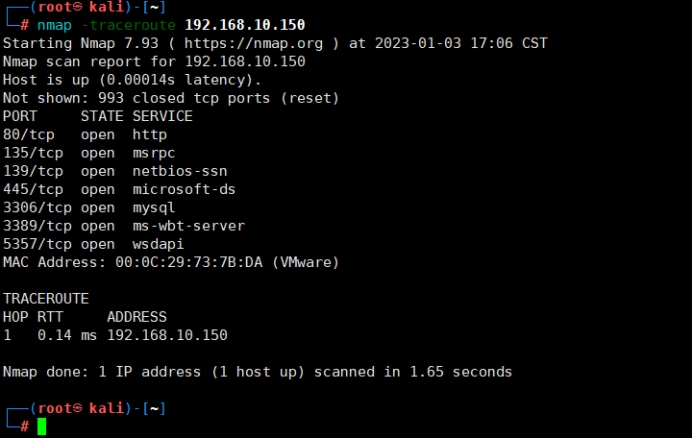 ┌──(root㉿ kali)-[~]
└─# nmap -traceroute 192.168.10.150
Starting Nmap 7.93 ( https://nmap.org ) at 2023-01-03 17:06 CST
Nmap scan report for 192.168.10.150
Host is up (0.00014s latency).
Not shown: 993 closed tcp ports (reset)
PORT     STATE SERVICE
80/tcp   open  http
135/tcp  open  msrpc
139/tcp  open  netbios-ssn
445/tcp  open  microsoft-ds
3306/tcp open  mysql
3389/tcp open  ms-wbt-server
5357/tcp open  wsdapi
MAC Address: 00:0C:29:73:7B:DA (VMware)

TRACEROUTE
HOP RTT     ADDRESS
1   0.14 ms 192.168.10.150

Nmap done: 1 IP address (1 host up) scanned in 1.65 seconds

┌──(root㉿ kali)-[~]
└─#